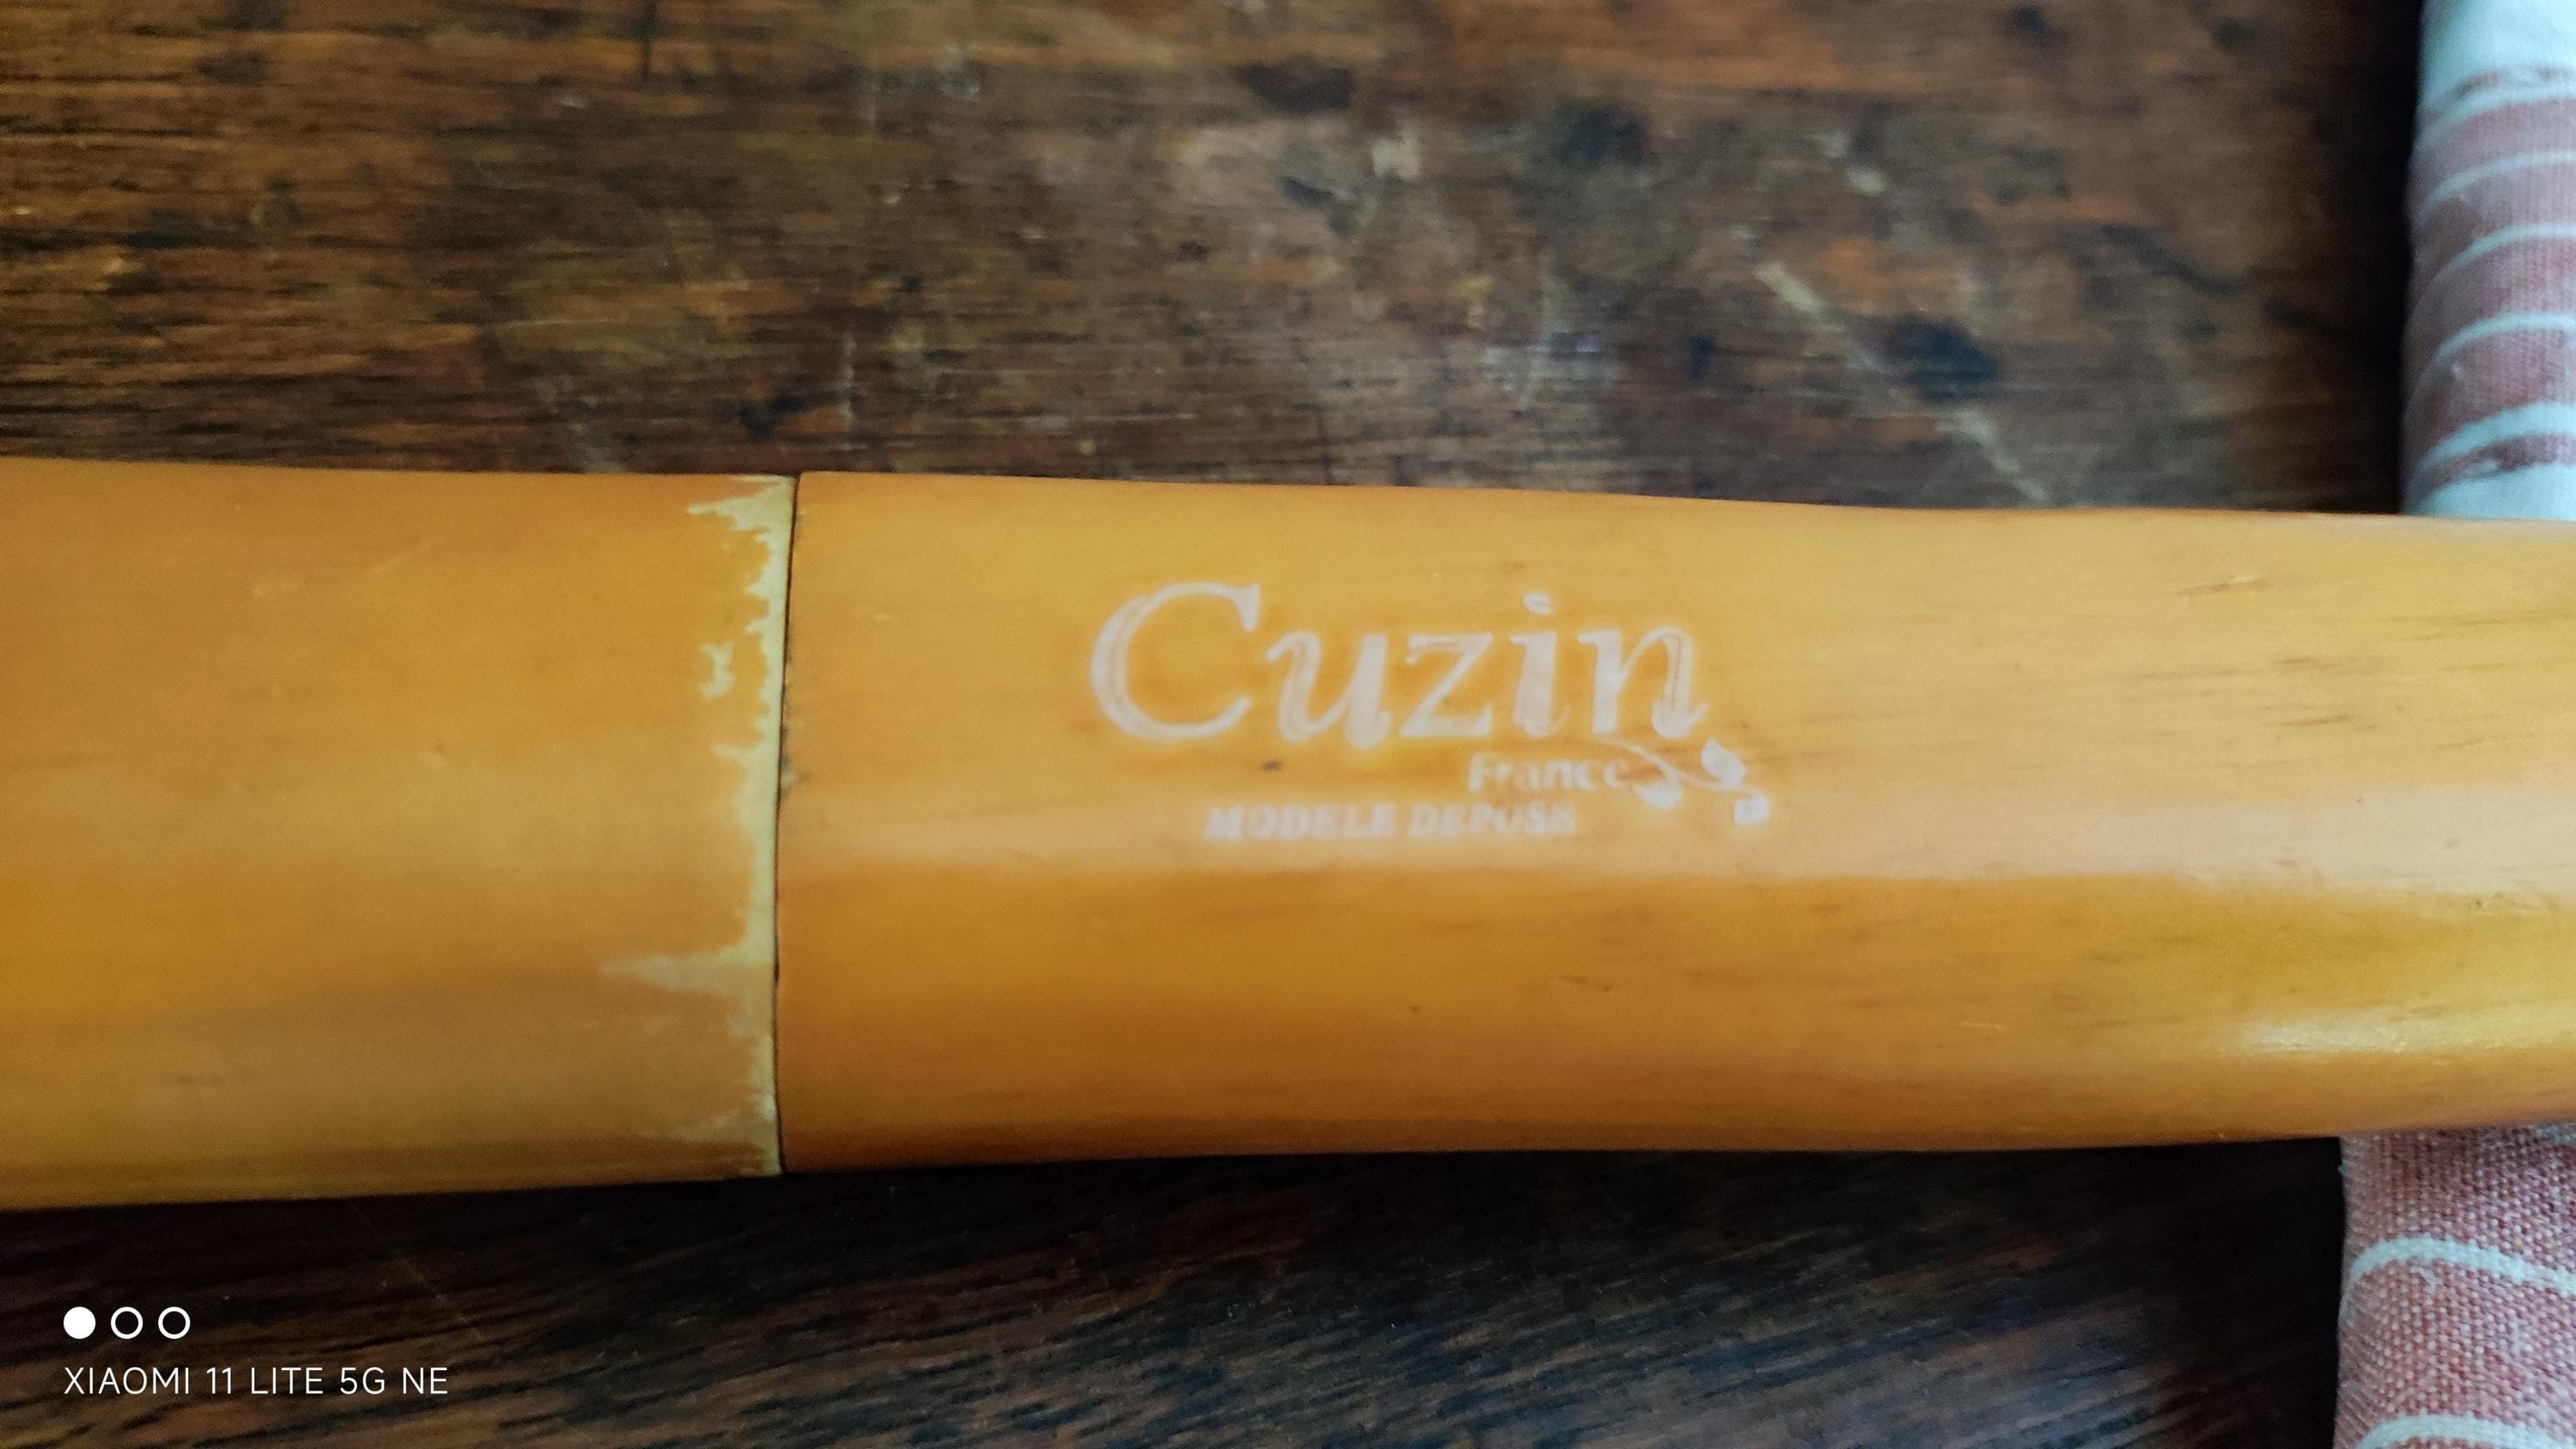 Cuzin
France
MODELE DEPOSE
XIAOMI 11 LITE 5G NE